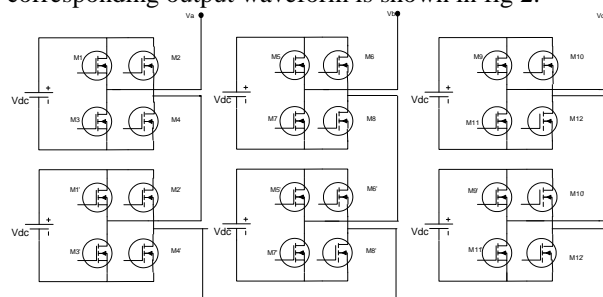 corresponding output waveform is shown in fig 2.
Va Vb Vc
M1 M2 M5 M6 M9 M10
Vdc Vdc Vdc
M3 M4 M7 M8 M11 M12
M1' M2' M5' M6' M9' M10'
Vdc Vdc Vdc
M3' M4' M7' M8' M11' M12'